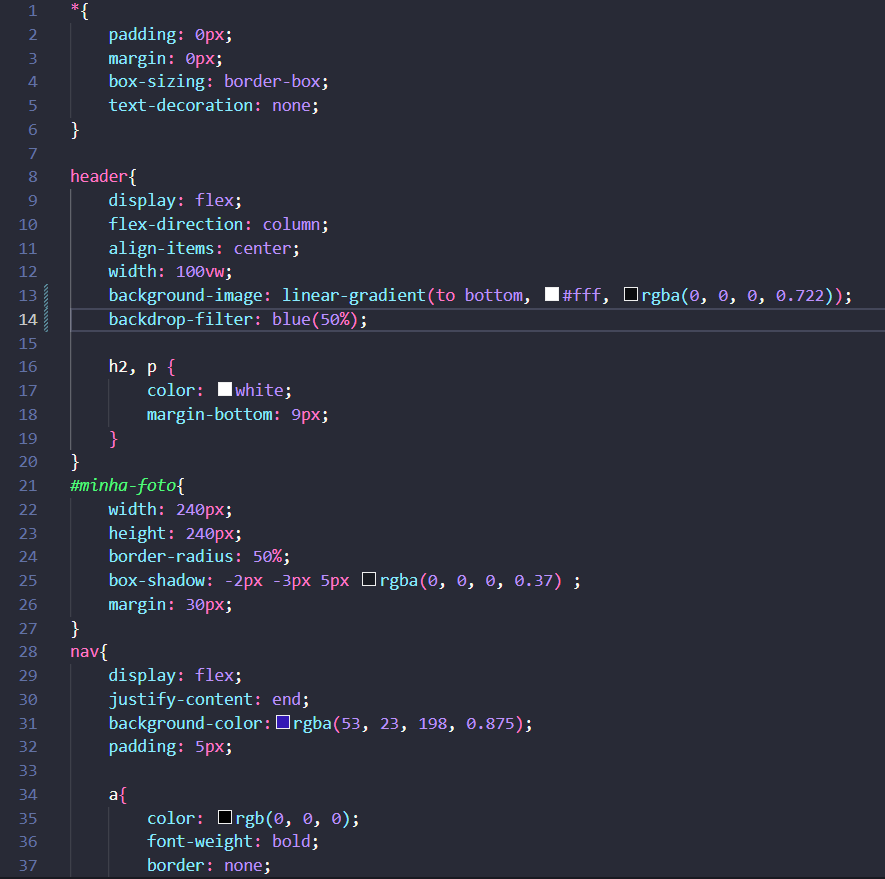 1 *{
2     padding: 0px;
3     margin: 0px;
4     box-sizing: border-box;
5     text-decoration: none;
6 }
7
8 header{
9     display: flex;
10     flex-direction: column;
11     align-items: center;
12     width: 100vw;
13     background-image: linear-gradient(to bottom, #fff, rgba(0, 0, 0, 0.722));
14     backdrop-filter: blue(50%);
15
16     h2, p {
17         color: white;
18         margin-bottom: 9px;
19     }
20 }
21 #minha-foto{
22     width: 240px;
23     height: 240px;
24     border-radius: 50%;
25     box-shadow: -2px -3px 5px rgba(0, 0, 0, 0.37) ;
26     margin: 30px;
27 }
28 nav{
29     display: flex;
30     justify-content: end;
31     background-color: rgba(53, 23, 198, 0.875);
32     padding: 5px;
33
34     a{
35         color: rgb(0, 0, 0);
36         font-weight: bold;
37         border: none;